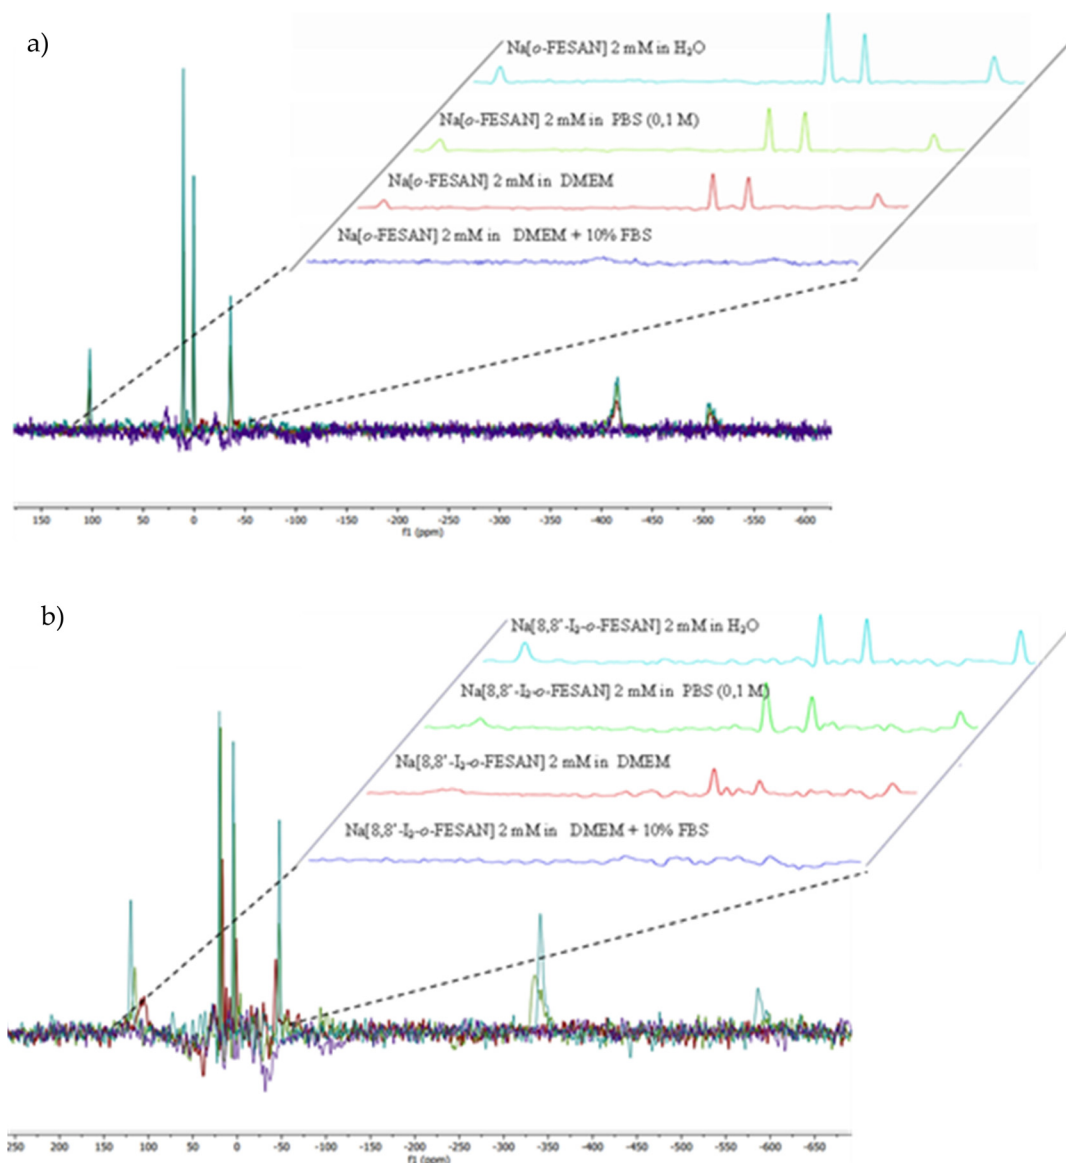 a)
Na[o-FESAN] 2 mM in H₂O
Na[o-FESAN] 2 mM in PBS (0,1 M)
Na[o-FESAN] 2 mM in DMEM
Na[o-FESAN] 2 mM in DMEM + 10% FBS
150 100 50 0 -50 -100 -150 -200 -250 -300 -350 -400 -450 -500 -550 -600
f1 (ppm)
b)
Na[8,8'-I₂-o-FESAN] 2 mM in H₂O
Na[8,8'-I₂-o-FESAN] 2 mM in PBS (0,1 M)
Na[8,8'-I₂-o-FESAN] 2 mM in DMEM
Na[8,8'-I₂-o-FESAN] 2 mM in DMEM + 10% FBS
250 200 150 100 50 0 -50 -100 -150 -200 -250 -300 -350 -400 -450 -500 -550 -600 -650
f1 (ppm)